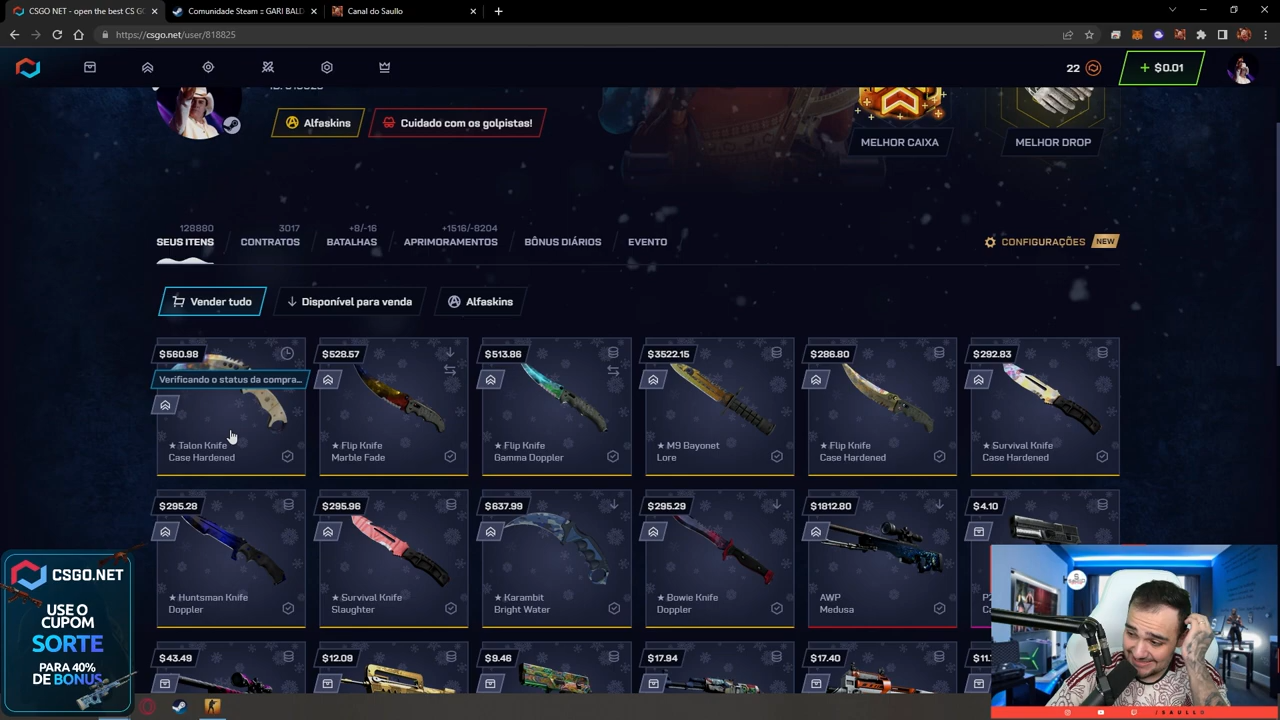 CSGO NET - open the best CS G
Comunidade Steam :: GARI BALD
Canal do Saullo
https://csgo.net/user/818825
22
+ $0.01
Alfaskins
Cuidado com os golpistas!
MELHOR CAIXA
MELHOR DROP
128880
3017
+8/-16
+1516/-8204
SEUS ITENS
CONTRATOS
BATALHAS
APRIMORAMENTOS
BÔNUS DIÁRIOS
EVENTO
CONFIGURAÇÕES NEW
Vender tudo
Disponível para venda
Alfaskins
$560.98
Verificando o status da compra...
★ Talon Knife
Case Hardened
$528.57
★ Flip Knife
Marble Fade
$513.86
★ Flip Knife
Gamma Doppler
$3522.15
★ M9 Bayonet
Lore
$286.80
★ Flip Knife
Case Hardened
$292.83
★ Survival Knife
Case Hardened
$295.28
★ Huntsman Knife
Doppler
$295.96
★ Survival Knife
Slaughter
$637.99
★ Karambit
Bright Water
$295.29
★ Bowie Knife
Doppler
$1812.80
AWP
Medusa
$4.10
$43.49
$12.09
$9.46
$17.94
$17.40
CSGO.NET
USE O
CUPOM
SORTE
PARA 40%
DE BONUS
/SAULLO